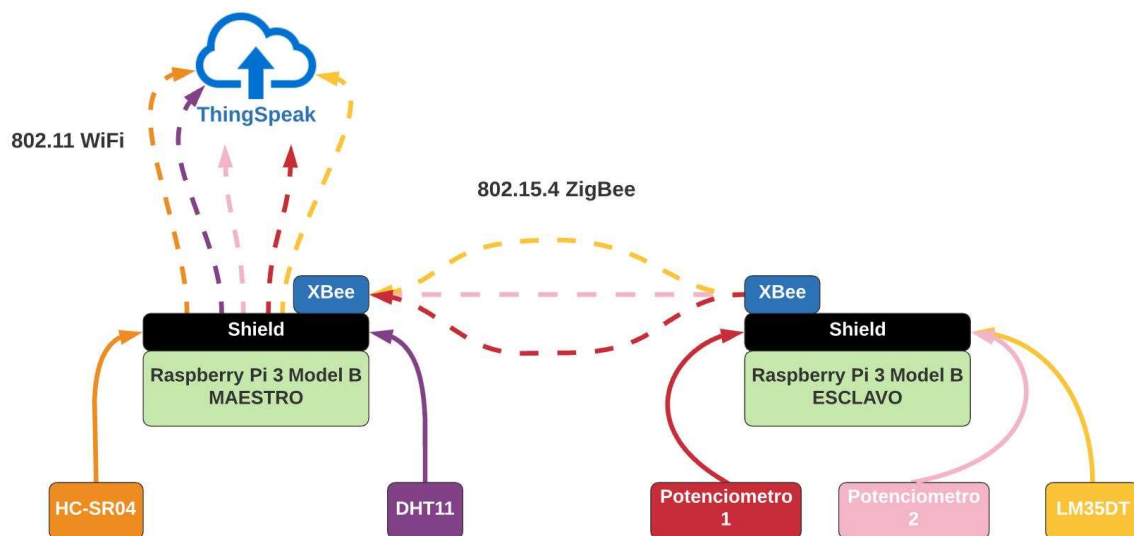 ThingSpeak
802.11 WiFi
802.15.4 ZigBee
XBee
XBee
Shield
Shield
Raspberry Pi 3 Model B
MAESTRO
Raspberry Pi 3 Model B
ESCLAVO
HC-SR04
DHT11
Potenciometro
1
Potenciometro
2
LM35DT